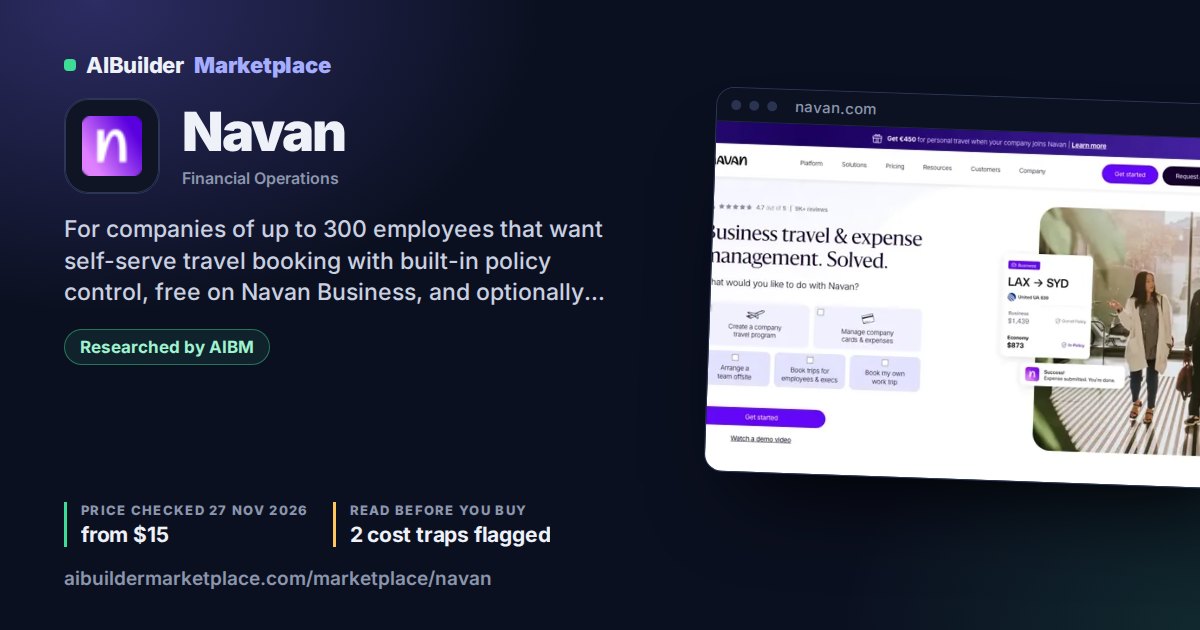 AIBuilder Marketplace
n
Navan
Financial Operations
For companies of up to 300 employees that want
self-serve travel booking with built-in policy
control, free on Navan Business, and optionally...
Researched by AIBM
PRICE CHECKED 27 NOV 2026
from $15
READ BEFORE YOU BUY
2 cost traps flagged
aibuildermarketplace.com/marketplace/navan
navan.com
Get €450 for personal travel when your company joins Navan | Learn more
AVAN
Platform Solutions Pricing Resources Customers Company
Get started
Request
4.7 out of 5 | 9K+ reviews
Business travel & expense
management. Solved.
hat would you like to do with Navan?
Create a company
travel program
Manage company
cards & expenses
Arrange a
team offsite
Book trips for
employees & execs
Book my own
work trip
Get started
Watch a demo video
Business
LAX → SYD
United UA 839
Business
$1,439
Out of Policy
Economy
$873
In Policy
n
Success!
Expense submitted. You're done.